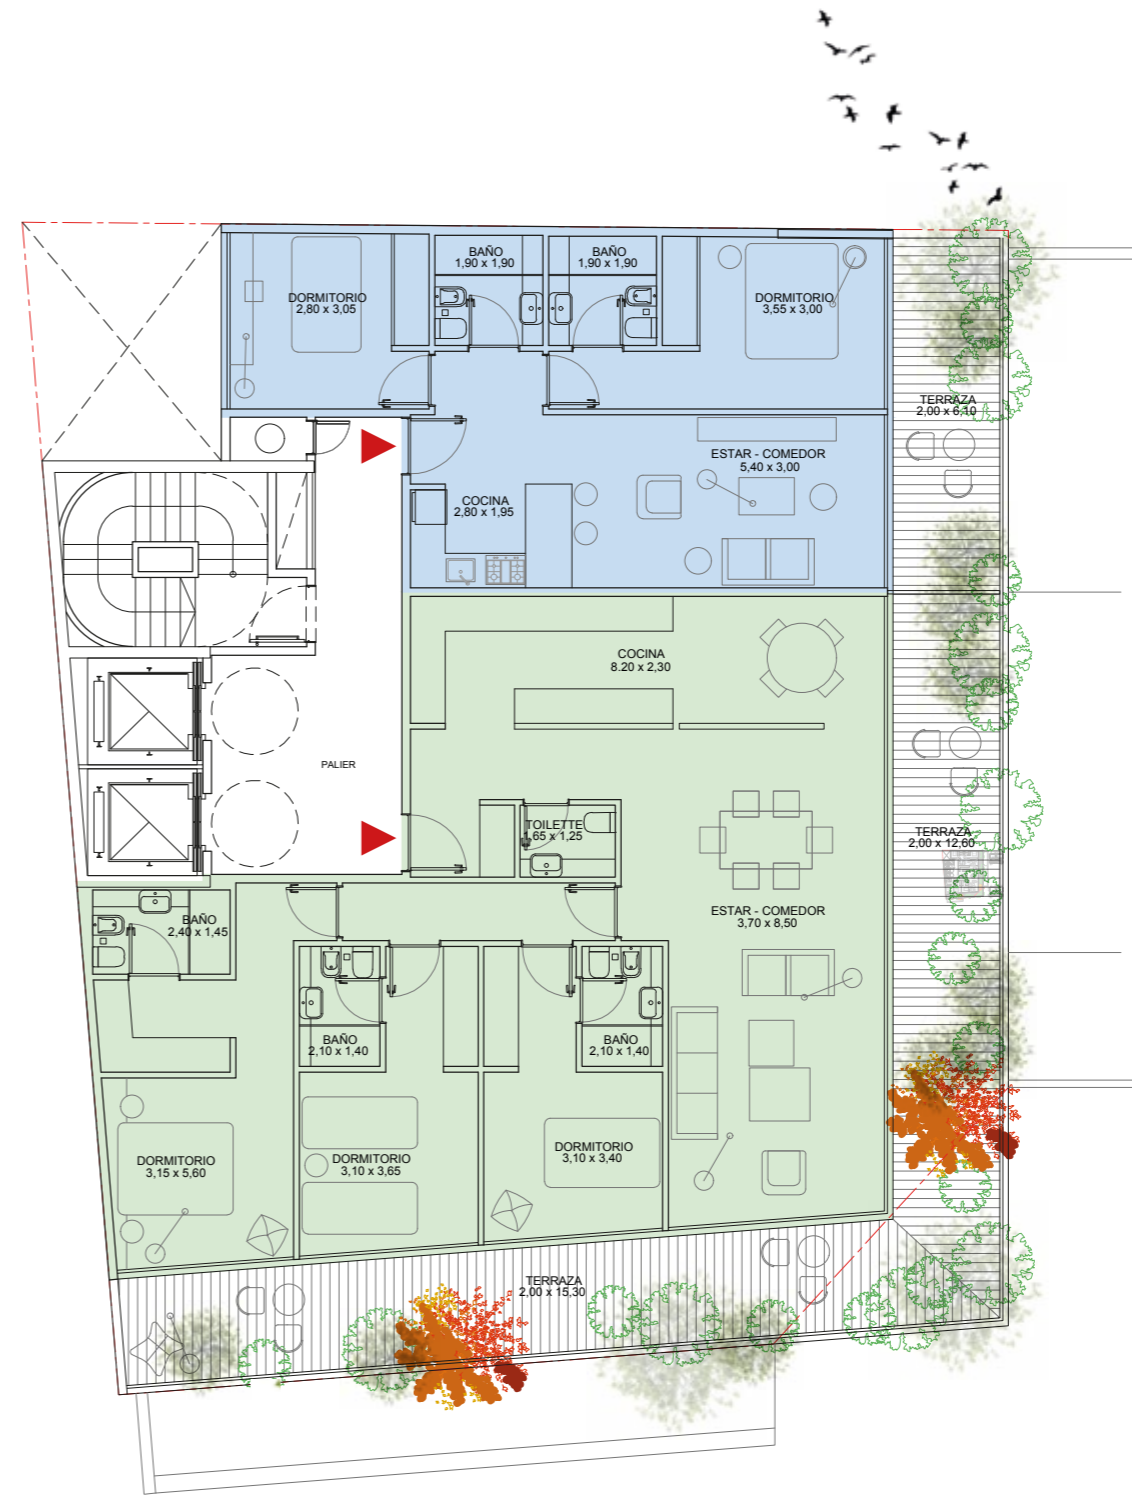 BAÑO
1,90 x 1,90
BAÑO
1,90 x 1,90
DORMITORIO
2,80 x 3,05
DORMITORIO
3,55 x 3,00
TERRAZA
2,00 x 6,10
ESTAR - COMEDOR
5,40 x 3,00
COCINA
2,80 x 1,95
COCINA
8.20 x 2,30
PALIER
TOILETTE
1,65 x 1,25
TERRAZA
2,00 x 12,60
BAÑO
2,40 x 1,45
ESTAR - COMEDOR
3,70 x 8,50
BAÑO
2,10 x 1,40
BAÑO
2,10 x 1,40
DORMITORIO
3,15 x 5,60
DORMITORIO
3,10 x 3,65
DORMITORIO
3,10 x 3,40
TERRAZA
2,00 x 15,30